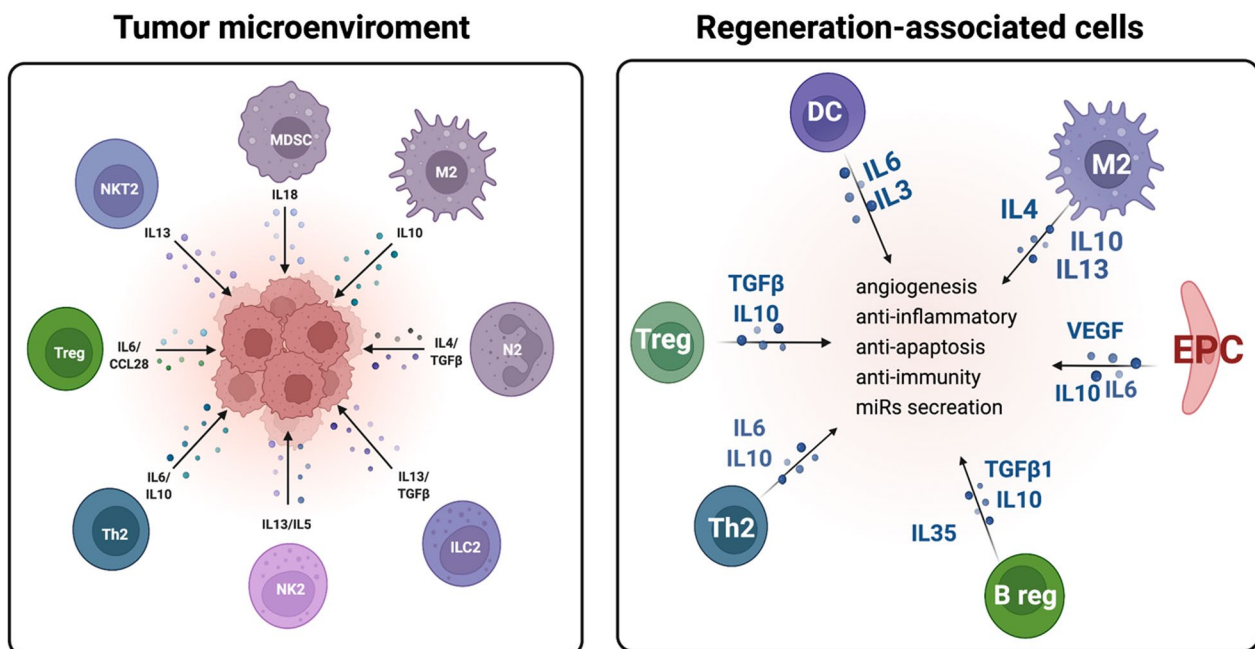 Tumor microenviroment
MDSC
M2
NKT2
IL18
IL13
IL10
Treg
IL6/
CCL28
IL4/
TGFβ
N2
IL6/
IL10
IL13/
TGFβ
Th2
IL13/IL5
ILC2
NK2
Regeneration-associated cells
DC
M2
IL6
IL3
IL4
IL10
IL13
TGFβ
IL10
Treg
angiogenesis
anti-inflammatory
anti-apaptosis
anti-immunity
miRs secretion
VEGF
EPC
IL10 IL6
IL6
IL10
Th2
TGFβ1
IL10
IL35
B reg